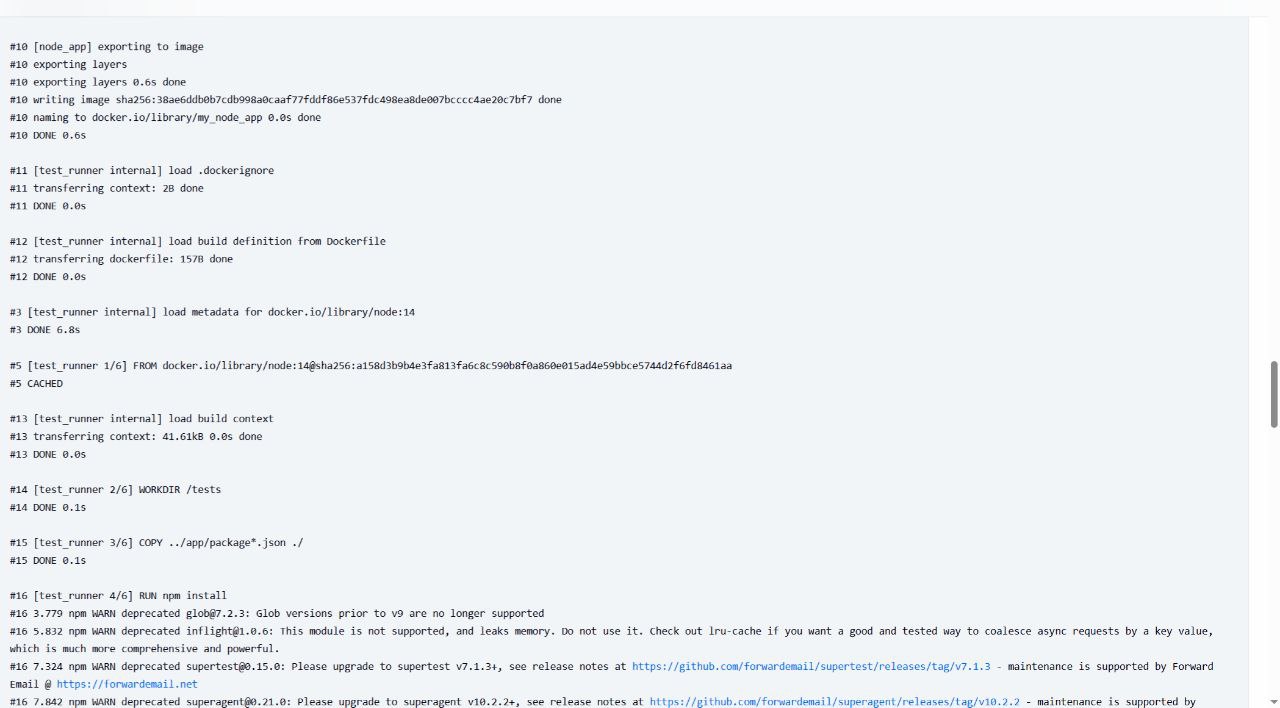 #10 [node_app] exporting to image
#10 exporting layers
#10 exporting layers 0.6s done
#10 writing image sha256:38ae6ddb0b7cdb998a0caaf77fddf86e537fdc498ea8de007bcccc4ae20c7bf7 done
#10 naming to docker.io/library/my_node_app 0.0s done
#10 DONE 0.6s
#11 [test_runner internal] load .dockerignore
#11 transferring context: 2B done
#11 DONE 0.0s
#12 [test_runner internal] load build definition from Dockerfile
#12 transferring dockerfile: 157B done
#12 DONE 0.0s
#3 [test_runner internal] load metadata for docker.io/library/node:14
#3 DONE 6.8s
#5 [test_runner 1/6] FROM docker.io/library/node:14@sha256:a158d3b9b4e3fa813fa6c8c590b8f0a860e015ad4e59bbce5744d2f6fd8461aa
#5 CACHED
#13 [test_runner internal] load build context
#13 transferring context: 41.61kB 0.0s done
#13 DONE 0.0s
#14 [test_runner 2/6] WORKDIR /tests
#14 DONE 0.1s
#15 [test_runner 3/6] COPY ../app/package*.json ./
#15 DONE 0.1s
#16 [test_runner 4/6] RUN npm install
#16 3.779 npm WARN deprecated glob@7.2.3: Glob versions prior to v9 are no longer supported
#16 5.832 npm WARN deprecated inflight@1.0.6: This module is not supported, and leaks memory. Do not use it. Check out lru-cache if you want a good and tested way to coalesce async requests by a key value,
which is much more comprehensive and powerful.
#16 7.324 npm WARN deprecated supertest@0.15.0: Please upgrade to supertest v7.1.3+, see release notes at https://github.com/forwardemail/supertest/releases/tag/v7.1.3 - maintenance is supported by Forward
Email @ https://forwardemail.net
#16 7.842 npm WARN deprecated superagent@0.21.0: Please upgrade to superagent v10.2.2+, see release notes at https://github.com/forwardemail/superagent/releases/tag/v10.2.2 - maintenance is supported by